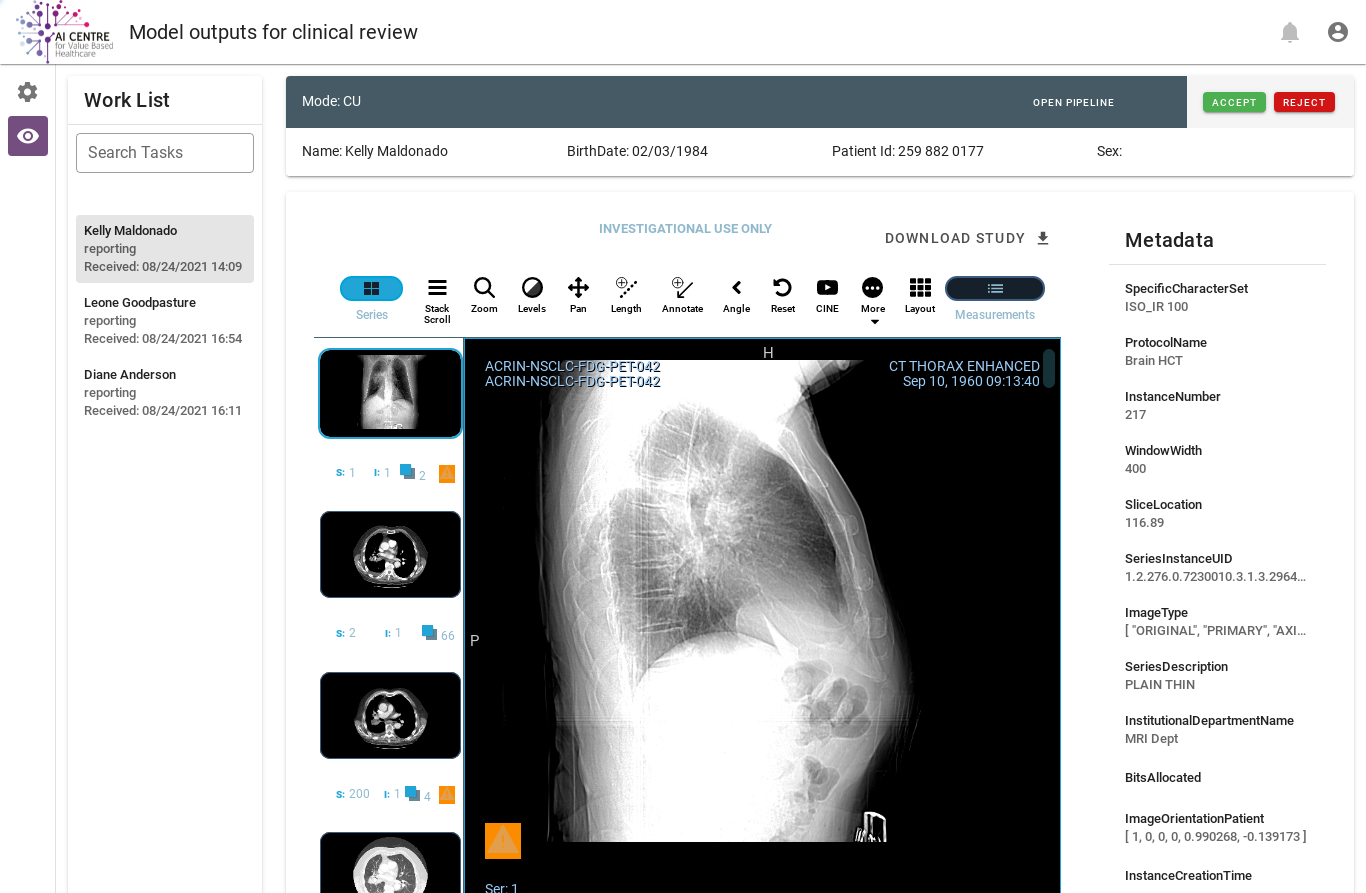 AI CENTRE
for Value Based
Healthcare
Model outputs for clinical review
Work List
Search Tasks
Kelly Maldonado
reporting
Received: 08/24/2021 14:09
Leone Goodpasture
reporting
Received: 08/24/2021 16:54
Diane Anderson
reporting
Received: 08/24/2021 16:11
Mode: CU
OPEN PIPELINE
ACCEPT
REJECT
Name: Kelly Maldonado
BirthDate: 02/03/1984
Patient Id: 259 882 0177
Sex:
INVESTIGATIONAL USE ONLY
DOWNLOAD STUDY
Series
Stack
Scroll
Zoom
Levels
Pan
Length
Annotate
Angle
Reset
CINE
More
Layout
Measurements
S: 1 I: 1 2
S: 2 I: 1 66
S: 200 I: 1 4
ACRIN-NSCLC-FDG-PET-042
ACRIN-NSCLC-FDG-PET-042
H
CT THORAX ENHANCED
Sep 10, 1960 09:13:40
P
Ser: 1
Metadata
SpecificCharacterSet
ISO_IR 100
ProtocolName
Brain HCT
InstanceNumber
217
WindowWidth
400
SliceLocation
116.89
SeriesInstanceUID
1.2.276.0.7230010.3.1.3.2964...
ImageType
[ "ORIGINAL", "PRIMARY", "AXI...
SeriesDescription
PLAIN THIN
InstitutionalDepartmentName
MRI Dept
BitsAllocated
ImageOrientationPatient
[ 1, 0, 0, 0, 0.990268, -0.139173 ]
InstanceCreationTime